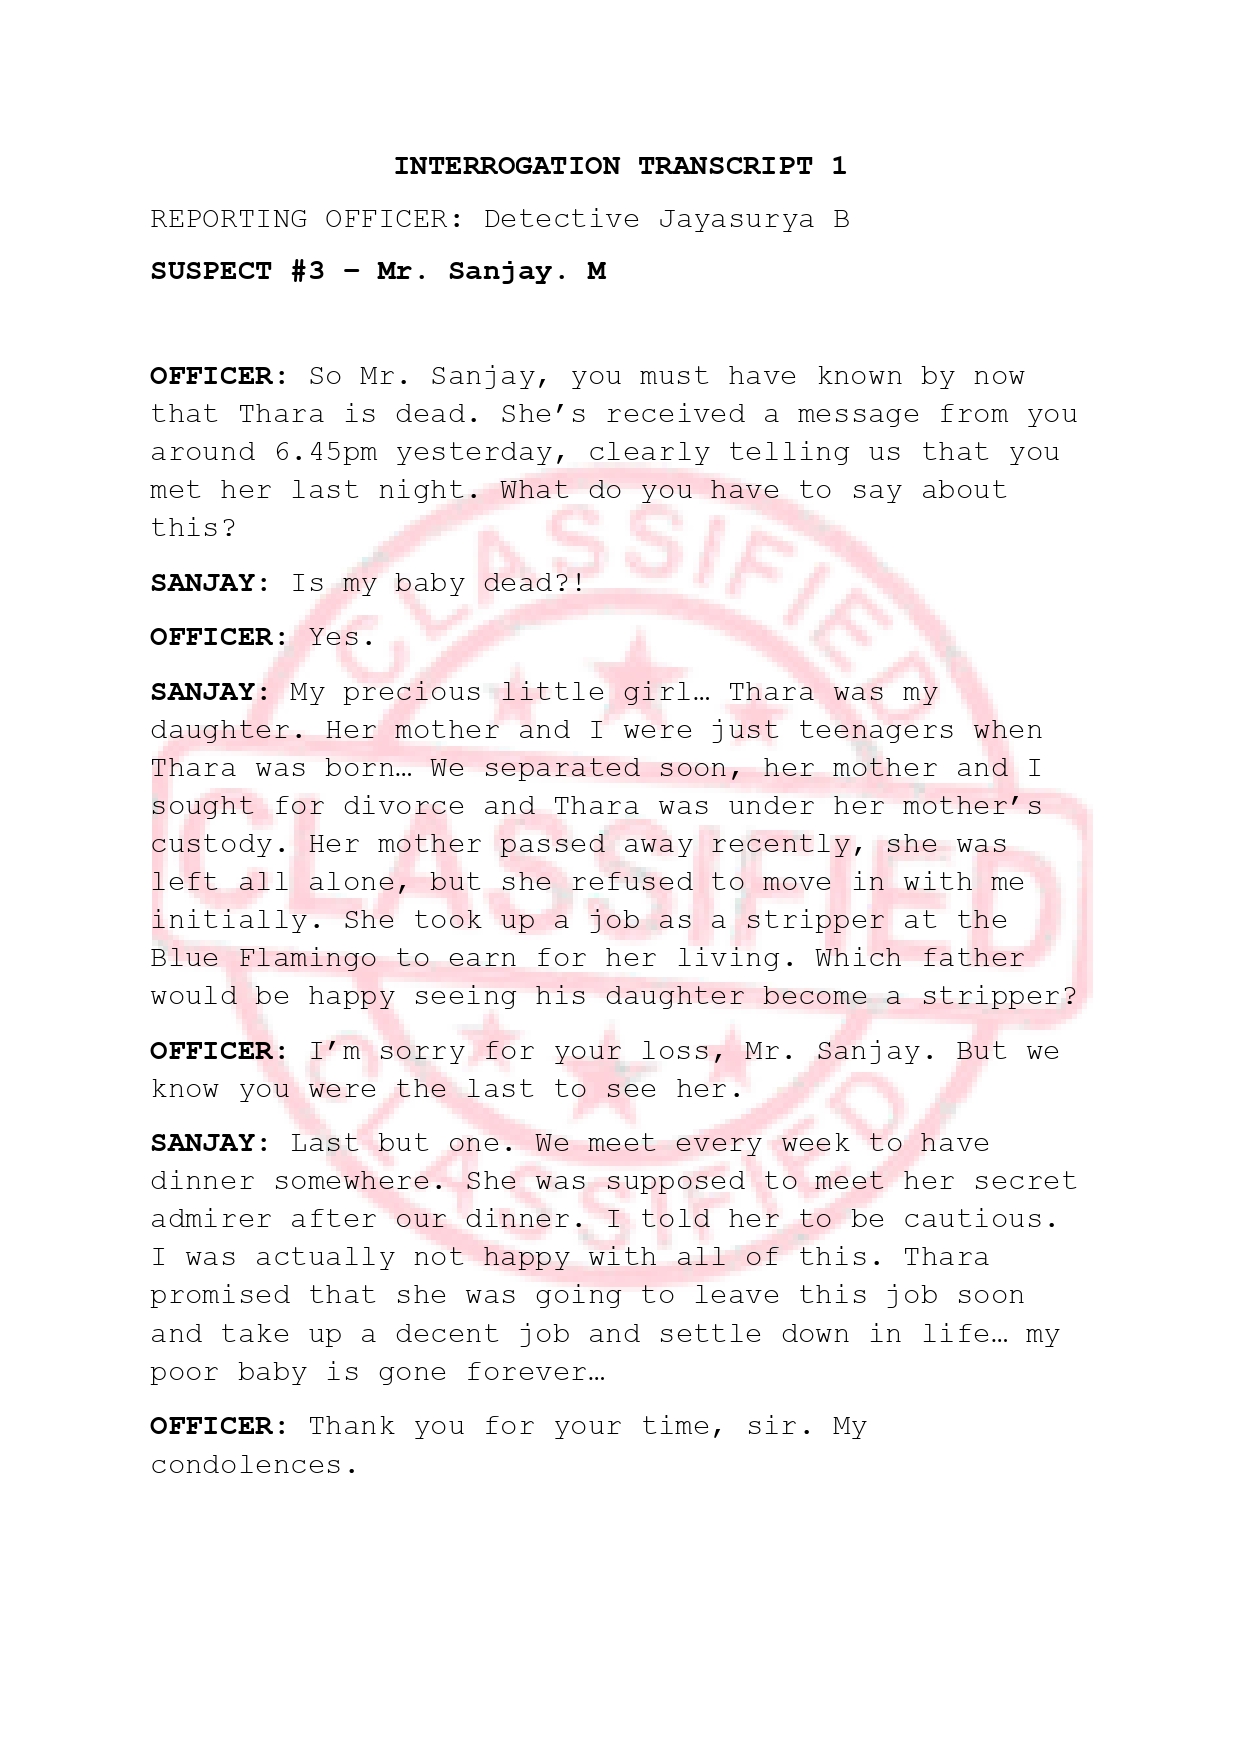 INTERROGATION TRANSCRIPT 1
REPORTING OFFICER: Detective Jayasurya B
SUSPECT #3 – Mr. Sanjay. M
OFFICER: So Mr. Sanjay, you must have known by now
that Thara is dead. She’s received a message from you
around 6.45pm yesterday, clearly telling us that you
met her last night. What do you have to say about
this?
SANJAY: Is my baby dead?!
OFFICER: Yes.
SANJAY: My precious little girl… Thara was my
daughter. Her mother and I were just teenagers when
Thara was born… We separated soon, her mother and I
sought for divorce and Thara was under her mother’s
custody. Her mother passed away recently, she was
left all alone, but she refused to move in with me
initially. She took up a job as a stripper at the
Blue Flamingo to earn for her living. Which father
would be happy seeing his daughter become a stripper?
OFFICER: I’m sorry for your loss, Mr. Sanjay. But we
know you were the last to see her.
SANJAY: Last but one. We meet every week to have
dinner somewhere. She was supposed to meet her secret
admirer after our dinner. I told her to be cautious.
I was actually not happy with all of this. Thara
promised that she was going to leave this job soon
and take up a decent job and settle down in life… my
poor baby is gone forever…
OFFICER: Thank you for your time, sir. My
condolences.
CLASSIFIED
CLASSIFIED
CLASSIFIED